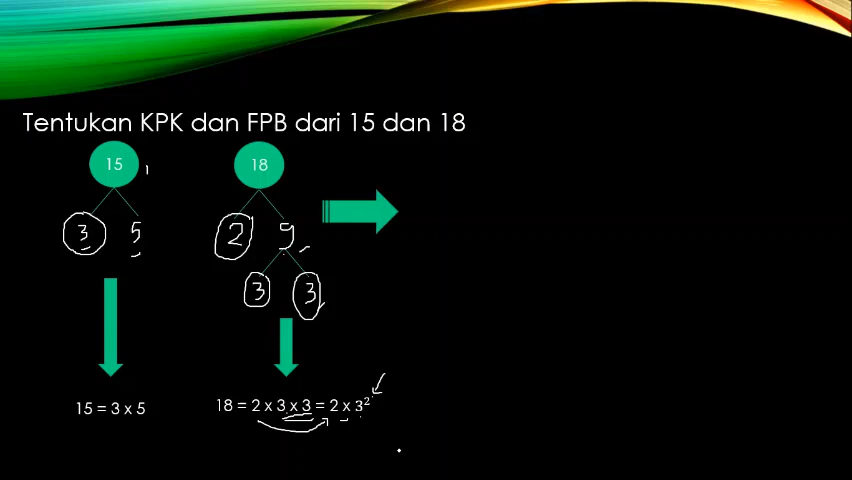 Tentukan KPK dan FPB dari 15 dan 18
15 18
3 5 2 9
3 3
15 = 3 x 5
18 = 2 x 3 x 3 = 2 x 3²